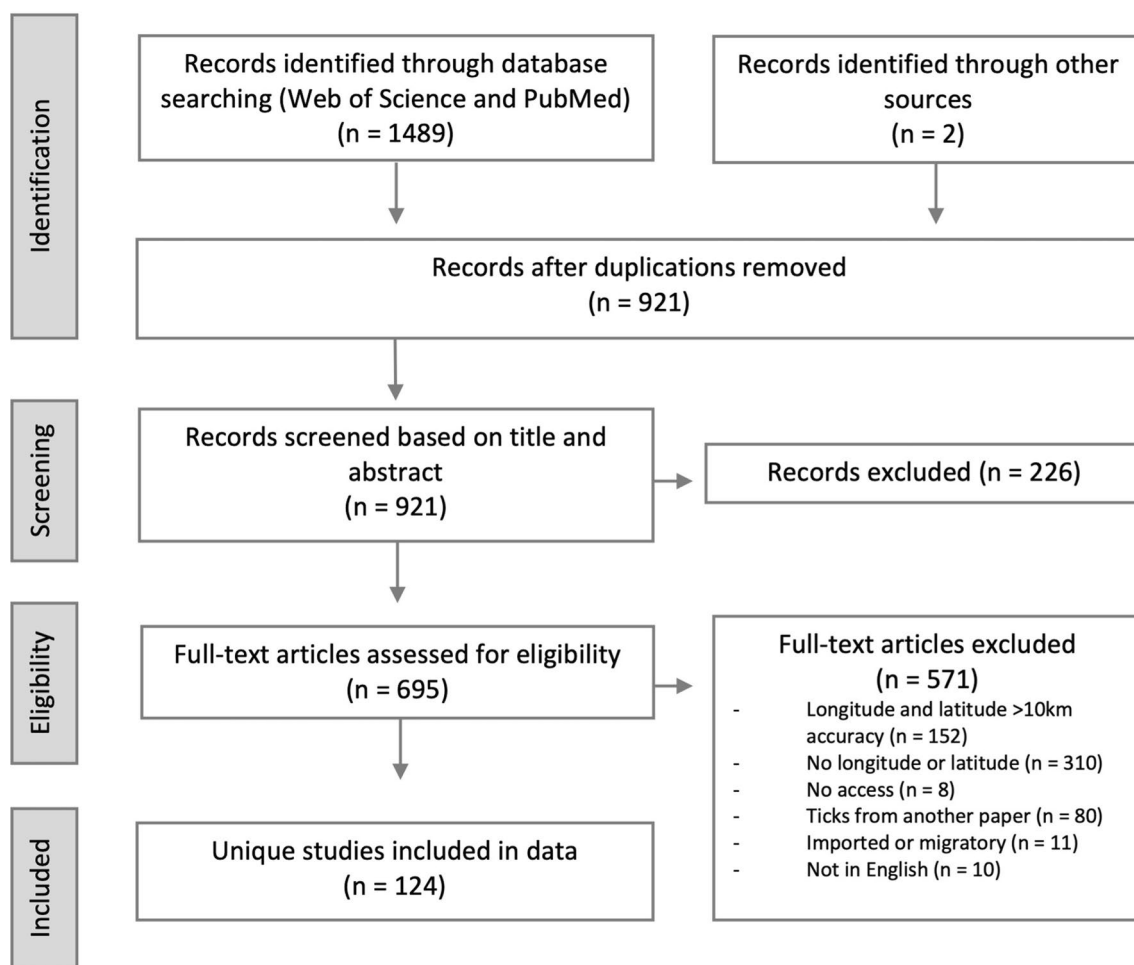 Identification
Records identified through database
searching (Web of Science and PubMed)
(n = 1489)
Records identified through other
sources
(n = 2)
Records after duplications removed
(n = 921)
Screening
Records screened based on title and
abstract
(n = 921)
Records excluded (n = 226)
Eligibility
Full-text articles assessed for eligibility
(n = 695)
Full-text articles excluded
(n = 571)
- Longitude and latitude >10km
accuracy (n = 152)
- No longitude or latitude (n = 310)
- No access (n = 8)
- Ticks from another paper (n = 80)
- Imported or migratory (n = 11)
- Not in English (n = 10)
Included
Unique studies included in data
(n = 124)